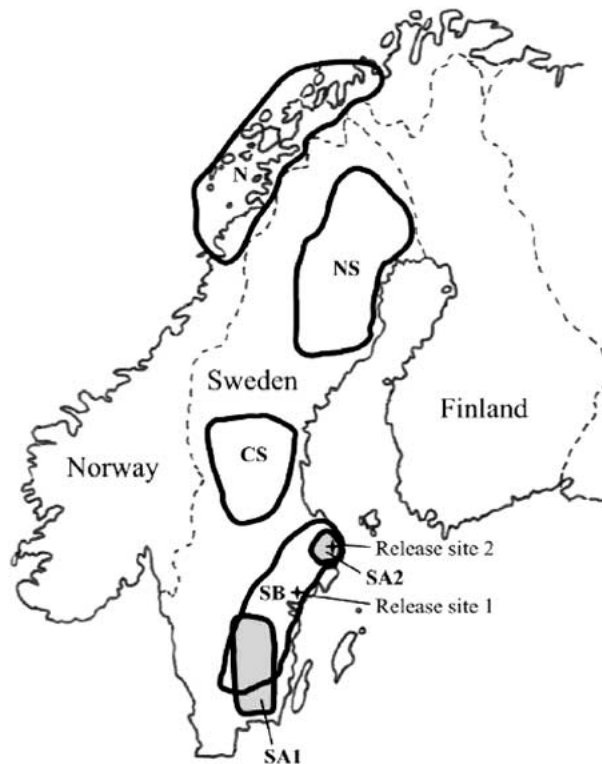 N
NS
Sweden
Finland
CS
Norway
Release site 2
SA2
SB
Release site 1
SA1